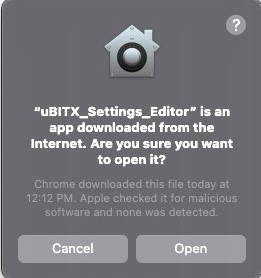 ?
“uBITX_Settings_Editor” is an
app downloaded from the
Internet. Are you sure you want
to open it?
Chrome downloaded this file today at
12:12 PM. Apple checked it for malicious
software and none was detected.
Cancel Open